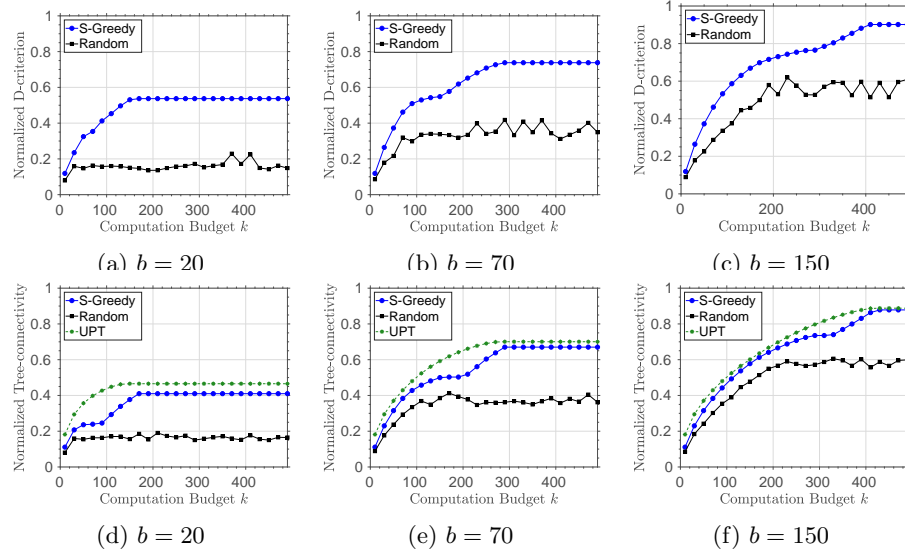 Normalized D-criterion
1
0.8
0.6
0.4
0.2
0
S-Greedy
Random
0 100 200 300 400
Computation Budget k
(a) b = 20
Normalized D-criterion
1
0.8
0.6
0.4
0.2
0
S-Greedy
Random
0 100 200 300 400
Computation Budget k
(b) b = 70
Normalized D-criterion
1
0.8
0.6
0.4
0.2
0
S-Greedy
Random
0 100 200 300 400
Computation Budget k
(c) b = 150
Normalized Tree-connectivity
1
0.8
0.6
0.4
0.2
0
S-Greedy
Random
UPT
0 100 200 300 400
Computation Budget k
(d) b = 20
Normalized Tree-connectivity
1
0.8
0.6
0.4
0.2
0
S-Greedy
Random
UPT
0 100 200 300 400
Computation Budget k
(e) b = 70
Normalized Tree-connectivity
1
0.8
0.6
0.4
0.2
0
S-Greedy
Random
UPT
0 100 200 300 400
Computation Budget k
(f) b = 150